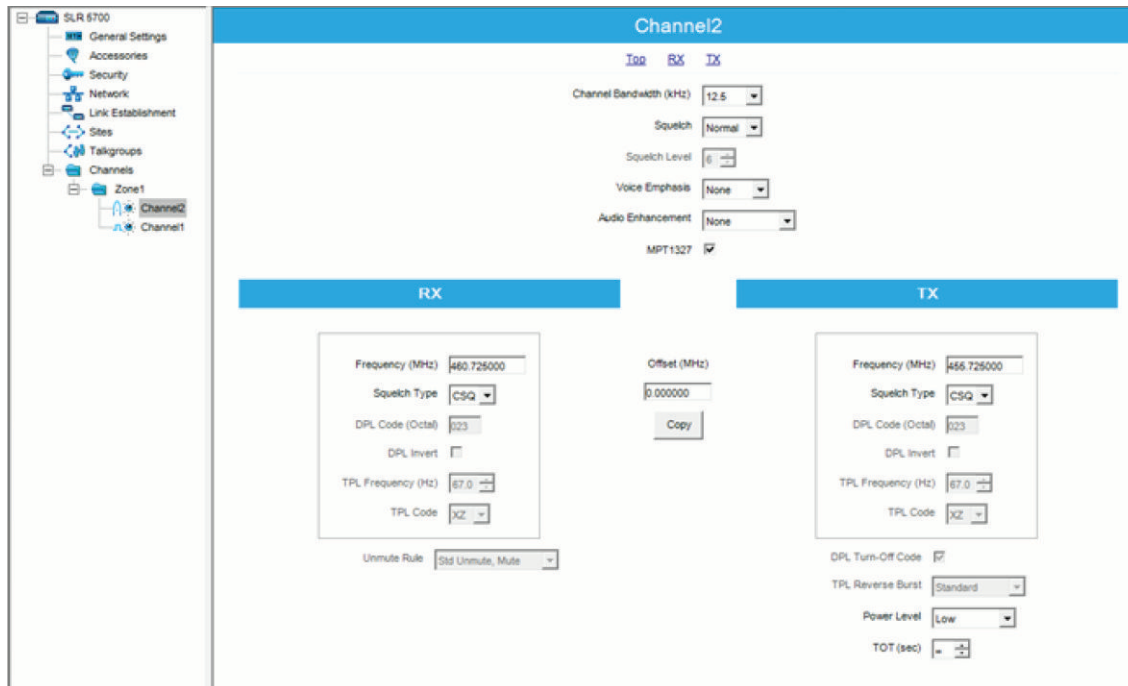 SLR 5700
General Settings
Accessories
Security
Network
Link Establishment
Sites
Talkgroups
Channels
Zone1
Channel2
Channel1
Channel2
Top RX TX
Channel Bandwidth (kHz) 12.5
Squelch Normal
Squelch Level 6
Voice Emphasis None
Audio Enhancement None
MPT1327
RX
TX
Frequency (MHz) 460.725000
Squelch Type CSQ
DPL Code (Octal) 023
DPL Invert
TPL Frequency (Hz) 67.0
TPL Code XZ
Unmute Rule Std Unmute, Mute
Offset (MHz)
0.000000
Copy
Frequency (MHz) 455.725000
Squelch Type CSQ
DPL Code (Octal) 023
DPL Invert
TPL Frequency (Hz) 67.0
TPL Code XZ
DPL Turn-Off Code
TPL Reverse Burst Standard
Power Level Low
TOT (sec) ∞